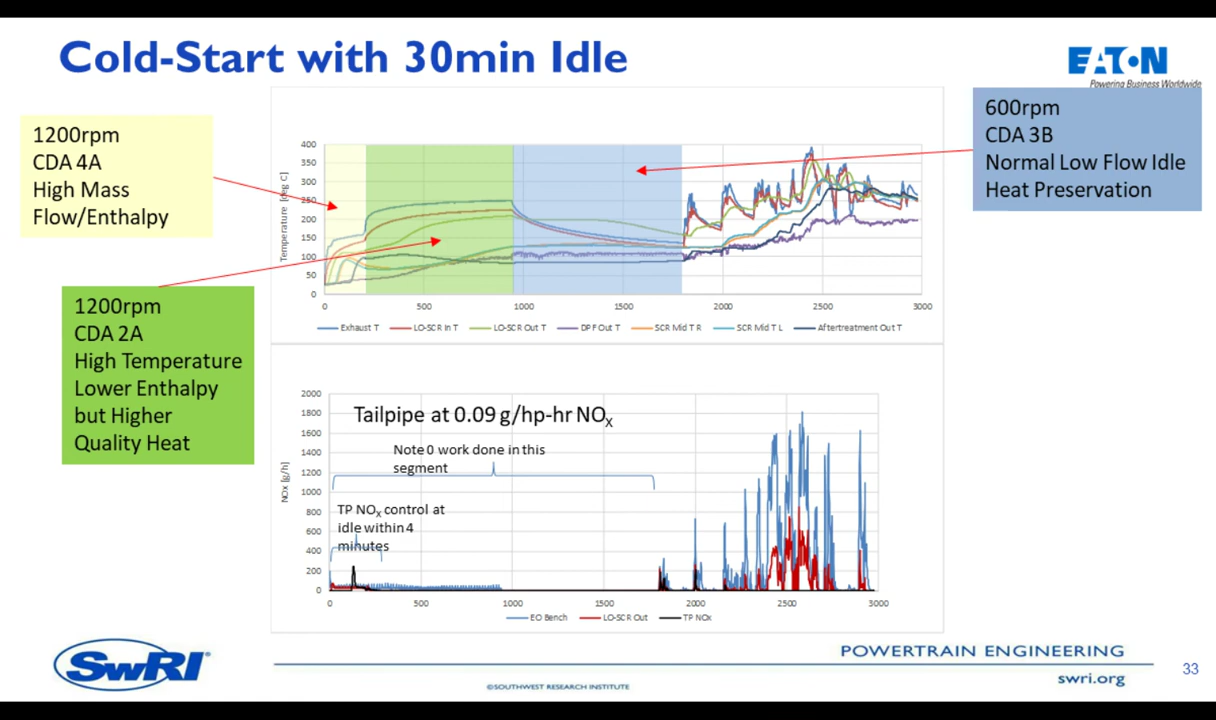 Cold-Start with 30min Idle
EATON
Powering Business Worldwide
1200rpm
CDA 4A
High Mass
Flow/Enthalpy
600rpm
CDA 3B
Normal Low Flow Idle
Heat Preservation
1200rpm
CDA 2A
High Temperature
Lower Enthalpy
but Higher
Quality Heat
Temperature [deg C]
400
350
300
250
200
150
100
50
0
0 500 1000 1500 2000 2500 3000
Exhaust T LO-SCR In T LO-SCR Out T DPF Out T SCR Mid T R SCR Mid T L Aftertreatment Out T
NOx [g/h]
2000
1800
1600
1400
1200
1000
800
600
400
200
0
Tailpipe at 0.09 g/hp-hr NOx
Note 0 work done in this
segment
TP NOx control at
idle within 4
minutes
0 500 1000 1500 2000 2500 3000
EO Bench LO-SCR Out TP NOx
SwRI
POWERTRAIN ENGINEERING
swri.org
33
©SOUTHWEST RESEARCH INSTITUTE